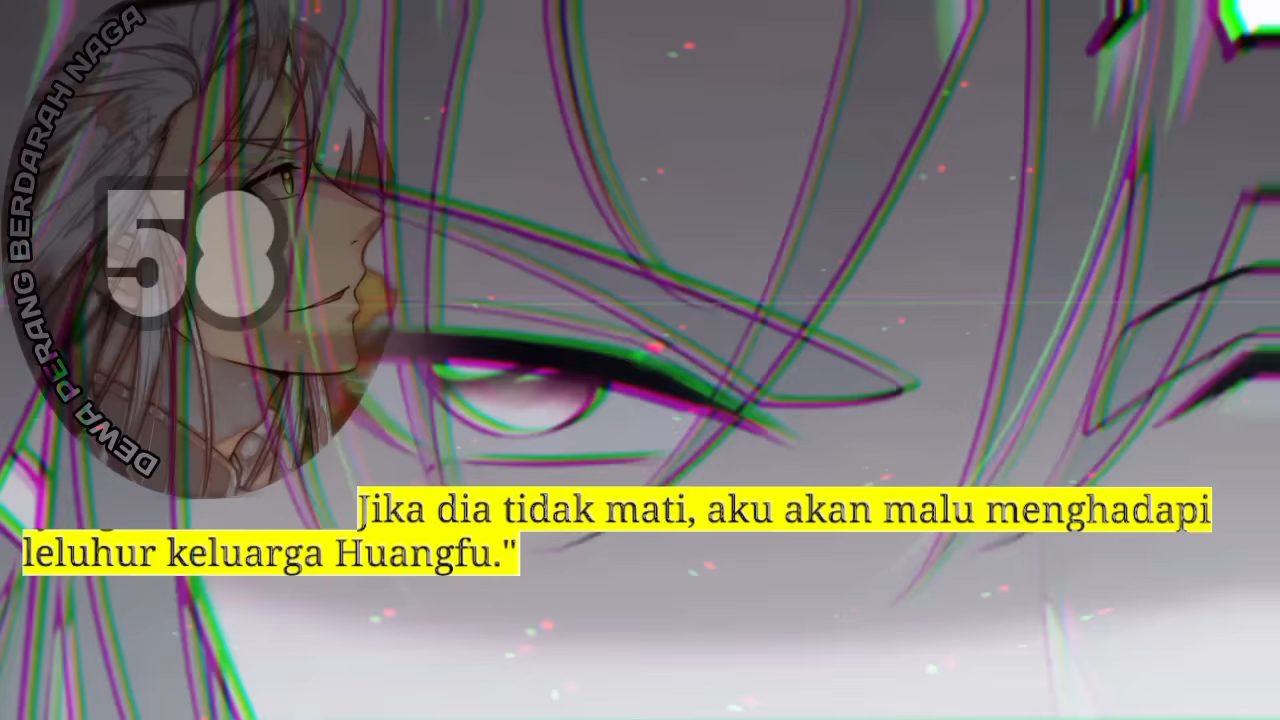 DEWA PERANG BERDARAH NAGA
58
Jika dia tidak mati, aku akan malu menghadapi
leluhur keluarga Huangfu."